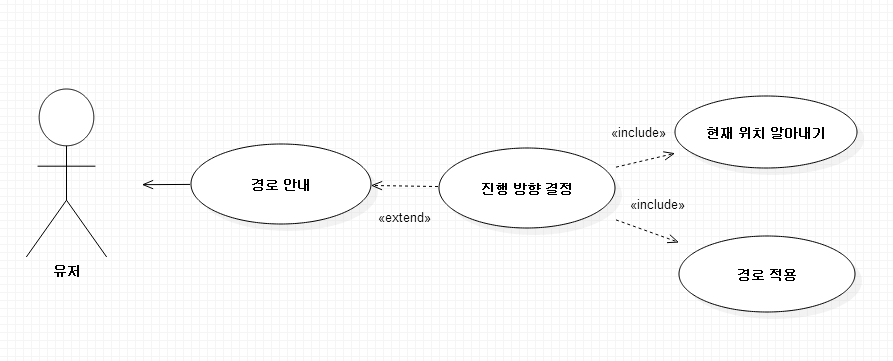 유저
경로 안내
«extend»
진행 방향 결정
«include»
현재 위치 알아내기
«include»
경로 적용